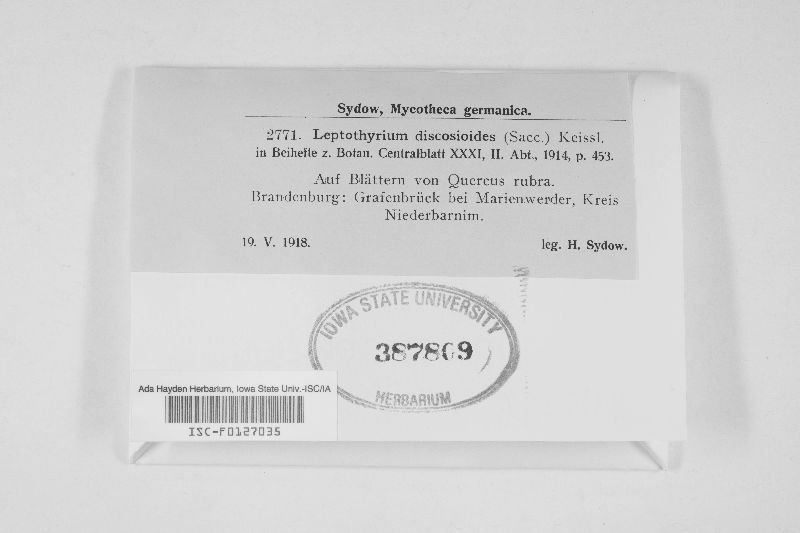 Sydow, Mycotheca germanica.
2771. Leptothyrium discosioides (Sacc.) Keissl.
in Beihefte z. Botan. Centralblatt XXXI, II. Abt., 1914, p. 453.
Auf Blättern von Quercus rubra.
Brandenburg: Grafenbrück bei Marienwerder, Kreis
Niederbarnim.
19. V. 1918. leg. H. Sydow.
IOWA STATE UNIVERSITY
387869
HERBARIUM
Ada Hayden Herbarium, Iowa State Univ.-ISC/IA
ISC-F0127035